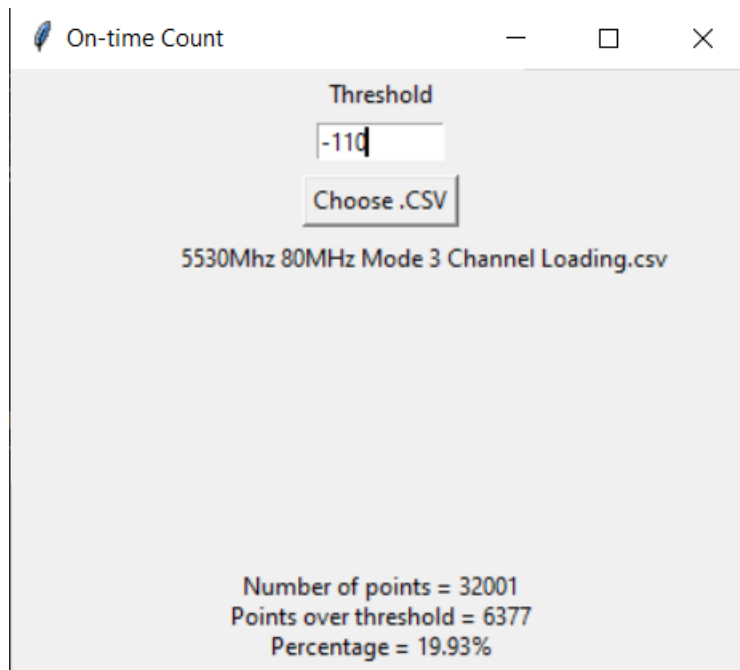 On-time Count
Threshold
-110
Choose .CSV
5530Mhz 80MHz Mode 3 Channel Loading.csv
Number of points = 32001
Points over threshold = 6377
Percentage = 19.93%